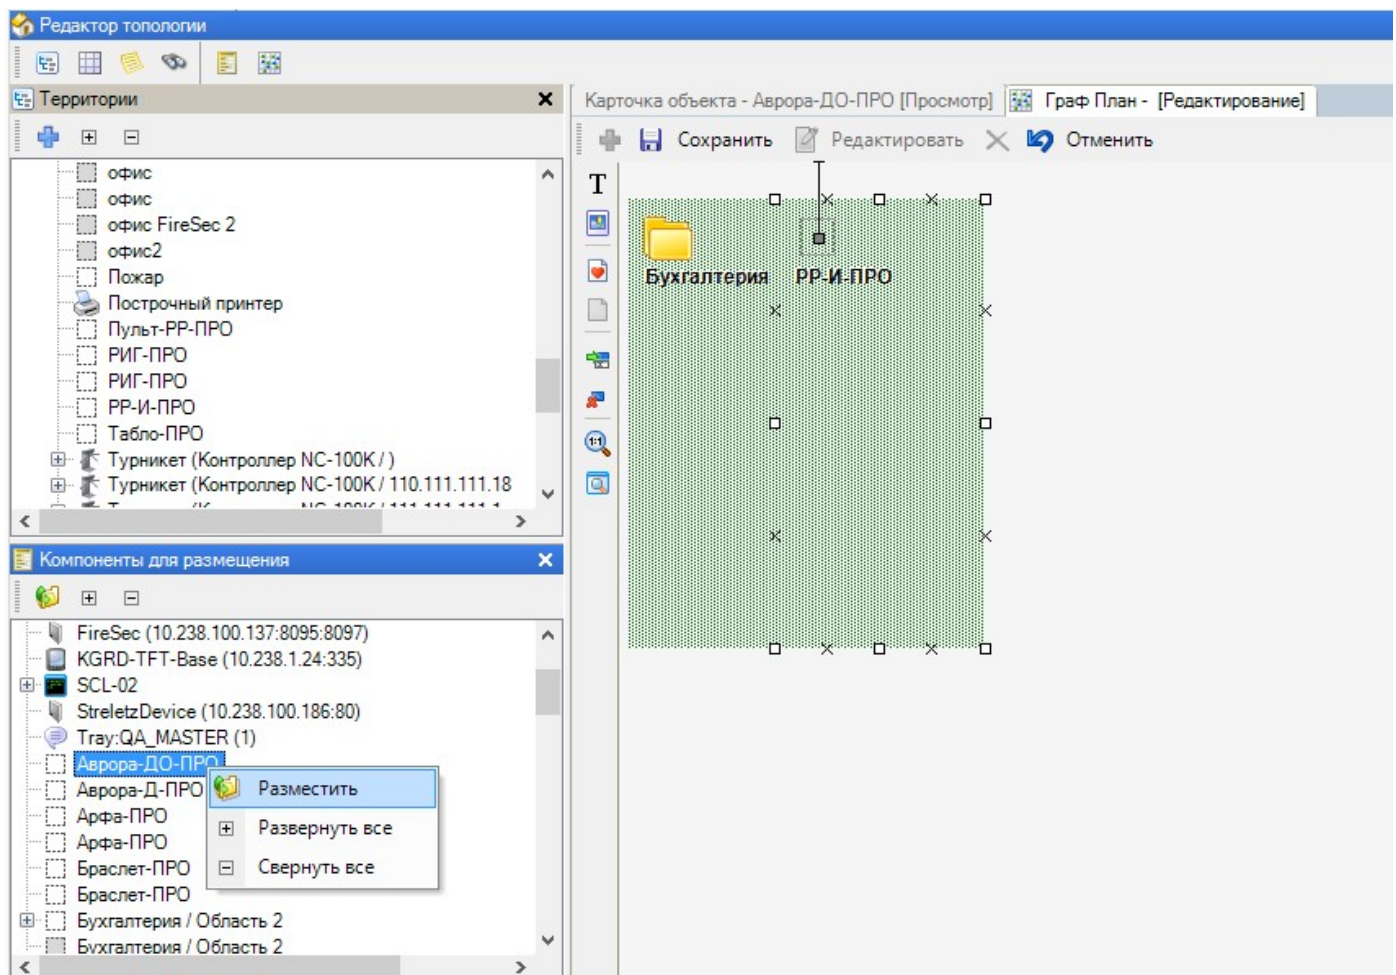 Редактор топологии
Территории
офис
офис
офис FireSec 2
офис2
Пожар
Построчный принтер
Пульт-РР-ПРО
РИГ-ПРО
РИГ-ПРО
РР-И-ПРО
Табло-ПРО
Турникет (Контроллер NC-100K / )
Турникет (Контроллер NC-100K / 110.111.111.18
Компоненты для размещения
FireSec (10.238.100.137:8095:8097)
KGRD-TFT-Base (10.238.1.24:335)
SCL-02
StreletzDevice (10.238.100.186:80)
Tray:QA_MASTER (1)
Аврора-ДО-ПРО
Аврора-Д-ПРО
Арфа-ПРО
Арфа-ПРО
Браслет-ПРО
Браслет-ПРО
Бухгалтерия / Область 2
Бухгалтерия / Область 2
Разместить
Развернуть все
Свернуть все
Карточка объекта - Аврора-ДО-ПРО [Просмотр]
Граф План - [Редактирование]
Сохранить
Редактировать
Отменить
T
1:1
Бухгалтерия
РР-И-ПРО